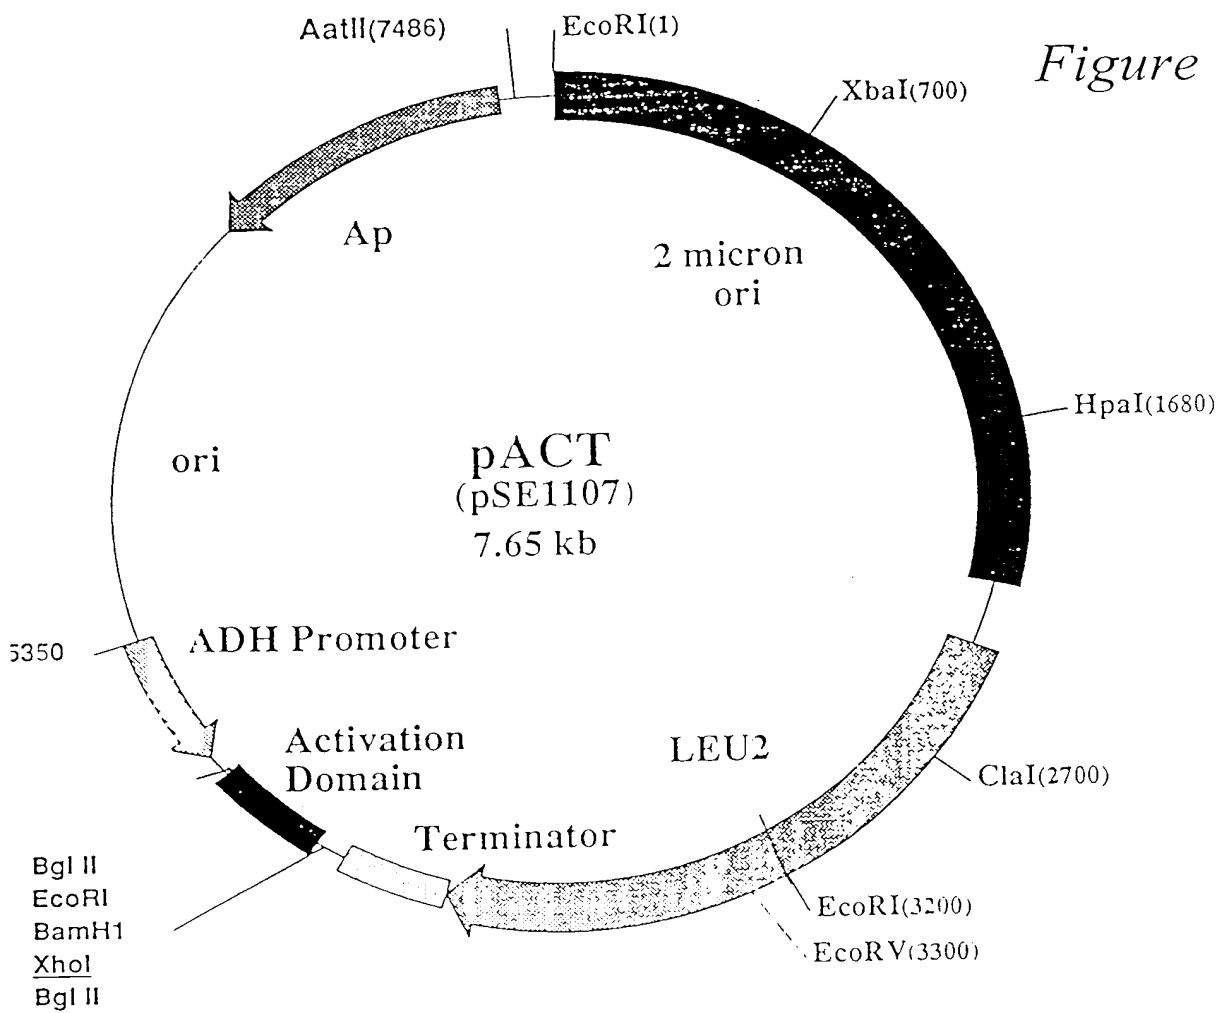 AatII(7486)
EcoRI(1)
Figure
XbaI(700)
Ap
2 micron
ori
HpaI(1680)
ori
pACT
(pSE1107)
7.65 kb
5350
ADH Promoter
Activation
Domain
LEU2
ClaI(2700)
Terminator
Bgl II
EcoRI
BamH1
XhoI
Bgl II
EcoRI(3200)
EcoRV(3300)